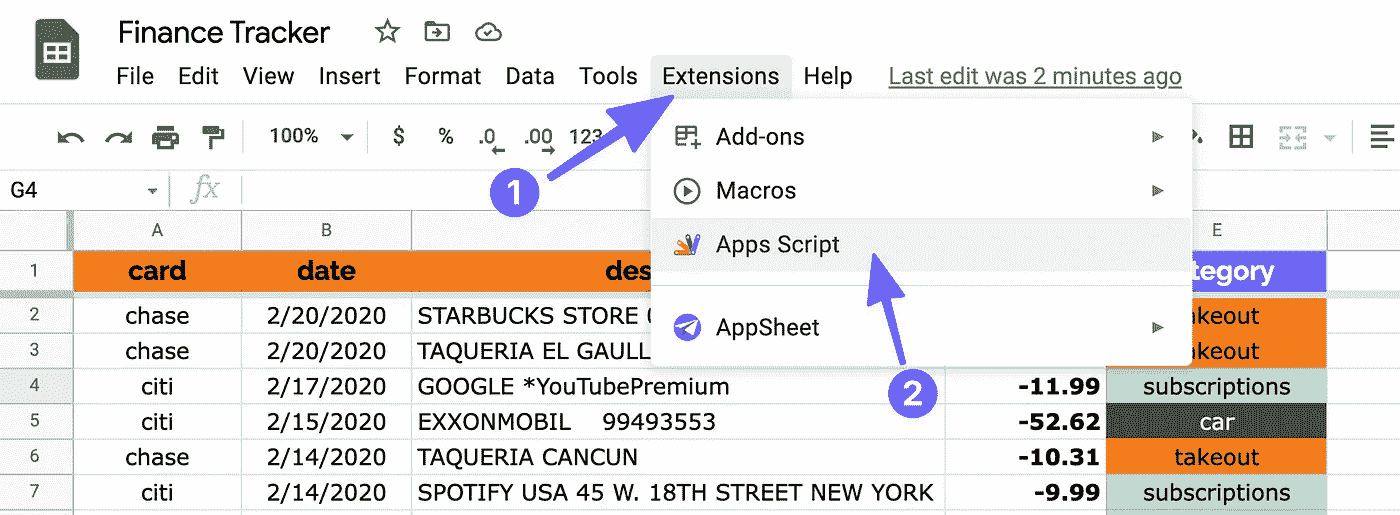 Finance Tracker
File Edit View Insert Format Data Tools Extensions Help Last edit was 2 minutes ago
100% $ % .0 .00 123
Add-ons
1
Macros
G4 fx
Apps Script
A B E
1 card date des tegory
AppSheet
2 chase 2/20/2020 STARBUCKS STORE akeout
3 chase 2/20/2020 TAQUERIA EL GAULL akeout
2
4 citi 2/17/2020 GOOGLE *YouTubePremium -11.99 subscriptions
5 citi 2/15/2020 EXXONMOBIL 99493553 -52.62 car
6 chase 2/14/2020 TAQUERIA CANCUN -10.31 takeout
7 citi 2/14/2020 SPOTIFY USA 45 W. 18TH STREET NEW YORK -9.99 subscriptions